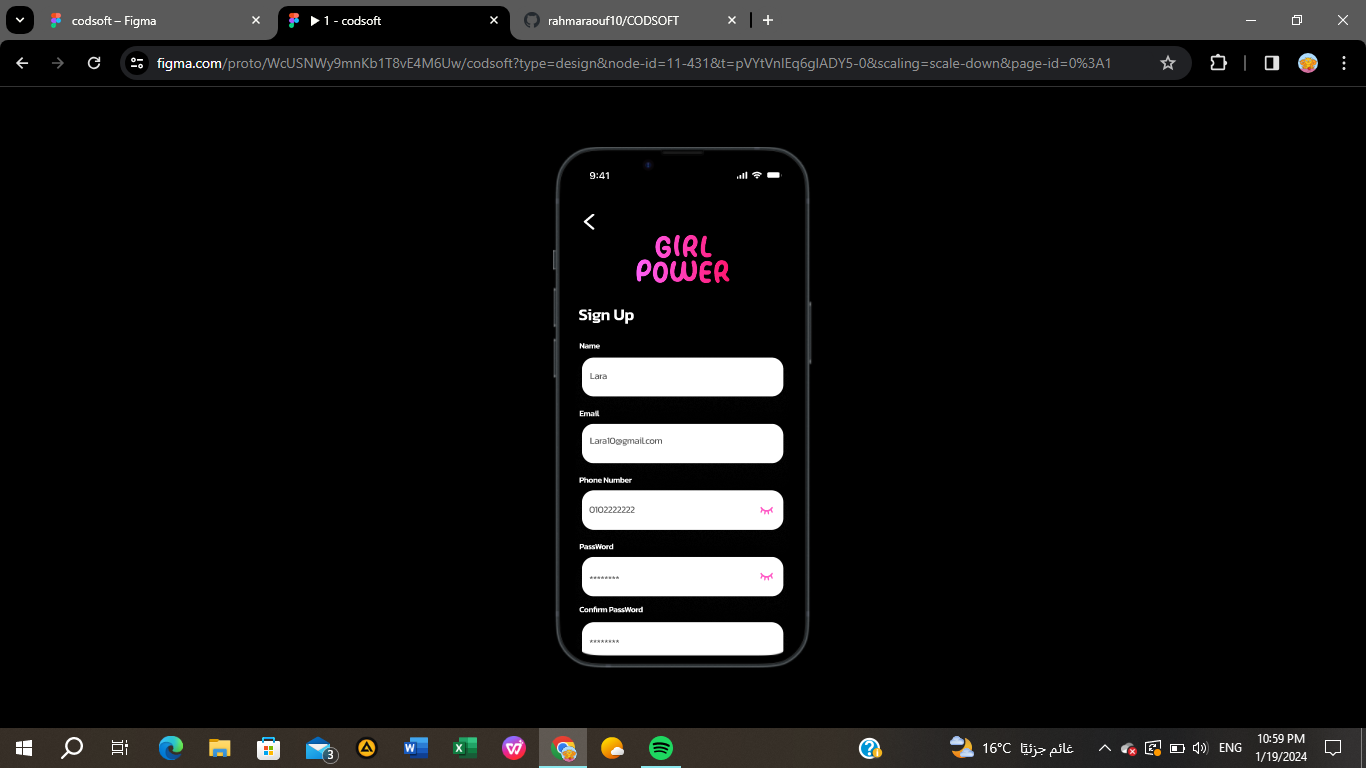 codsoft – Figma
1 - codsoft
rahmaraouf10/CODSOFT
figma.com/proto/WcUSNWy9mnKb1T8vE4M6Uw/codsoft?type=design&node-id=11-431&t=pVYtVnlEq6glADY5-0&scaling=scale-down&page-id=0%3A1
9:41
GIRL
POWER
Sign Up
Name
Lara
Email
Lara10@gmail.com
Phone Number
0102222222
PassWord
********
Confirm PassWord
********
3
W
X
16°C غائم جزئيًا
ENG
10:59 PM
1/19/2024